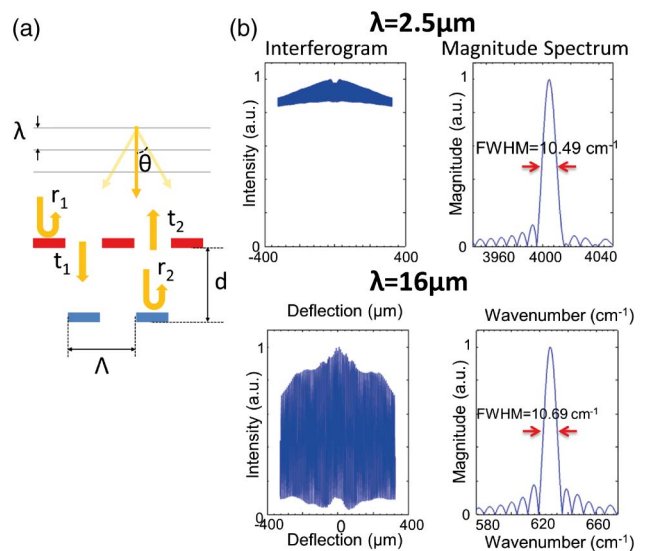 (a)
λ
θ
r1
t1
t2
r2
d
Λ
(b)
λ=2.5μm
Interferogram
Magnitude Spectrum
Intensity (a.u.)
1
0
-400 0 400
Deflection (μm)
Magnitude (a.u.)
1
0
FWHM=10.49 cm-1
3960 4000 4040
Wavenumber (cm-1)
λ=16μm
Intensity (a.u.)
1
0
-400 0 400
Deflection (μm)
Magnitude (a.u.)
1
0
FWHM=10.69 cm-1
580 620 660
Wavenumber (cm-1)